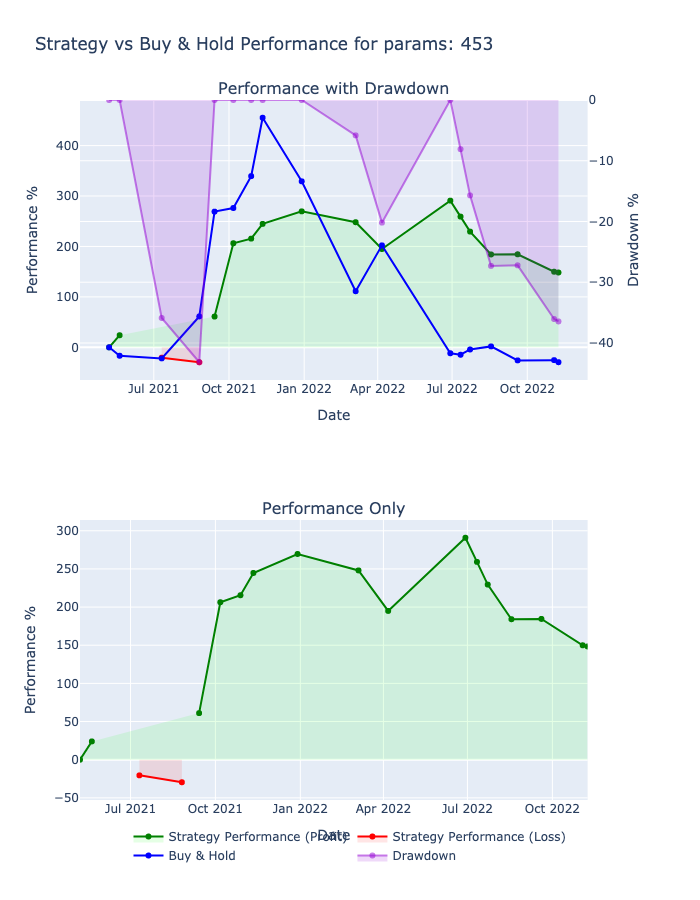 Strategy vs Buy & Hold Performance for params: 453
Performance with Drawdown
400
300
200
100
0
Performance %
0
−10
−20
−30
−40
Drawdown %
Jul 2021 Oct 2021 Jan 2022 Apr 2022 Jul 2022 Oct 2022
Date
Performance Only
300
250
200
150
100
50
0
−50
Performance %
Jul 2021 Oct 2021 Jan 2022 Apr 2022 Jul 2022 Oct 2022
Date
Strategy Performance (Profit) Strategy Performance (Loss)
Buy & Hold Drawdown